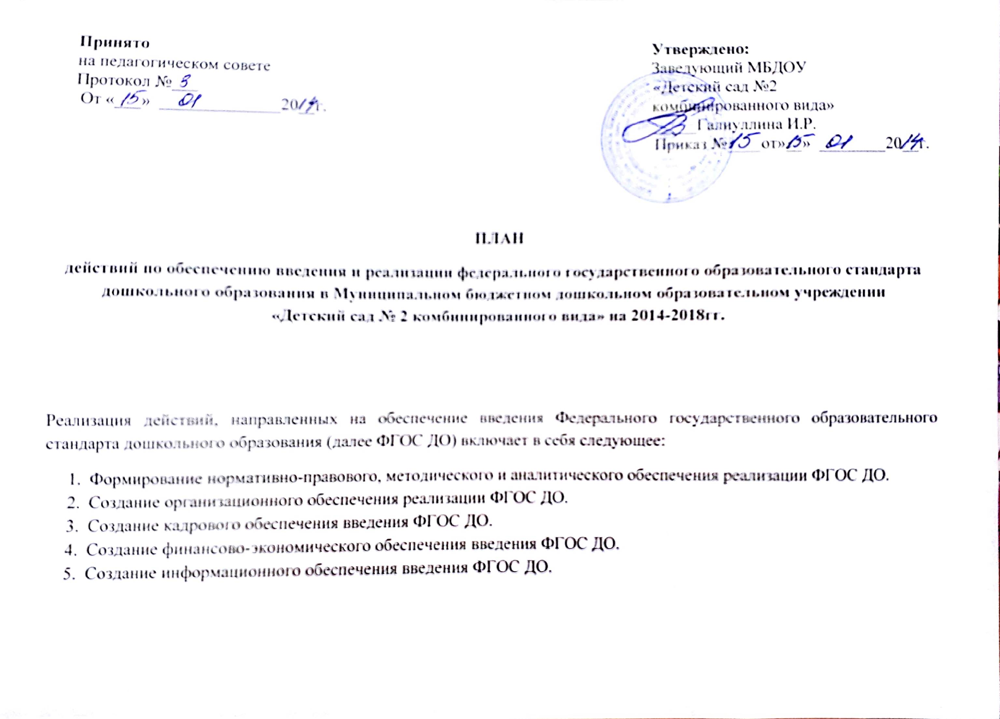 Принято
на педагогическом совете
Протокол № 3
От «15» 01 2014г.
Утверждено:
Заведующий МБДОУ
«Детский сад №2
комбинированного вида»
Галиуллина И.Р.
Приказ №15 от»15» 01 2014г.
ПЛАН
действий по обеспечению введения и реализации федерального государственного образовательного стандарта
дошкольного образования в Муниципальном бюджетном дошкольном образовательном учреждении
«Детский сад № 2 комбинированного вида» на 2014-2018гг.
Реализация действий, направленных на обеспечение введения Федерального государственного образовательного
стандарта дошкольного образования (далее ФГОС ДО) включает в себя следующее:
1. Формирование нормативно-правового, методического и аналитического обеспечения реализации ФГОС ДО.
2. Создание организационного обеспечения реализации ФГОС ДО.
3. Создание кадрового обеспечения введения ФГОС ДО.
4. Создание финансово-экономического обеспечения введения ФГОС ДО.
5. Создание информационного обеспечения введения ФГОС ДО.